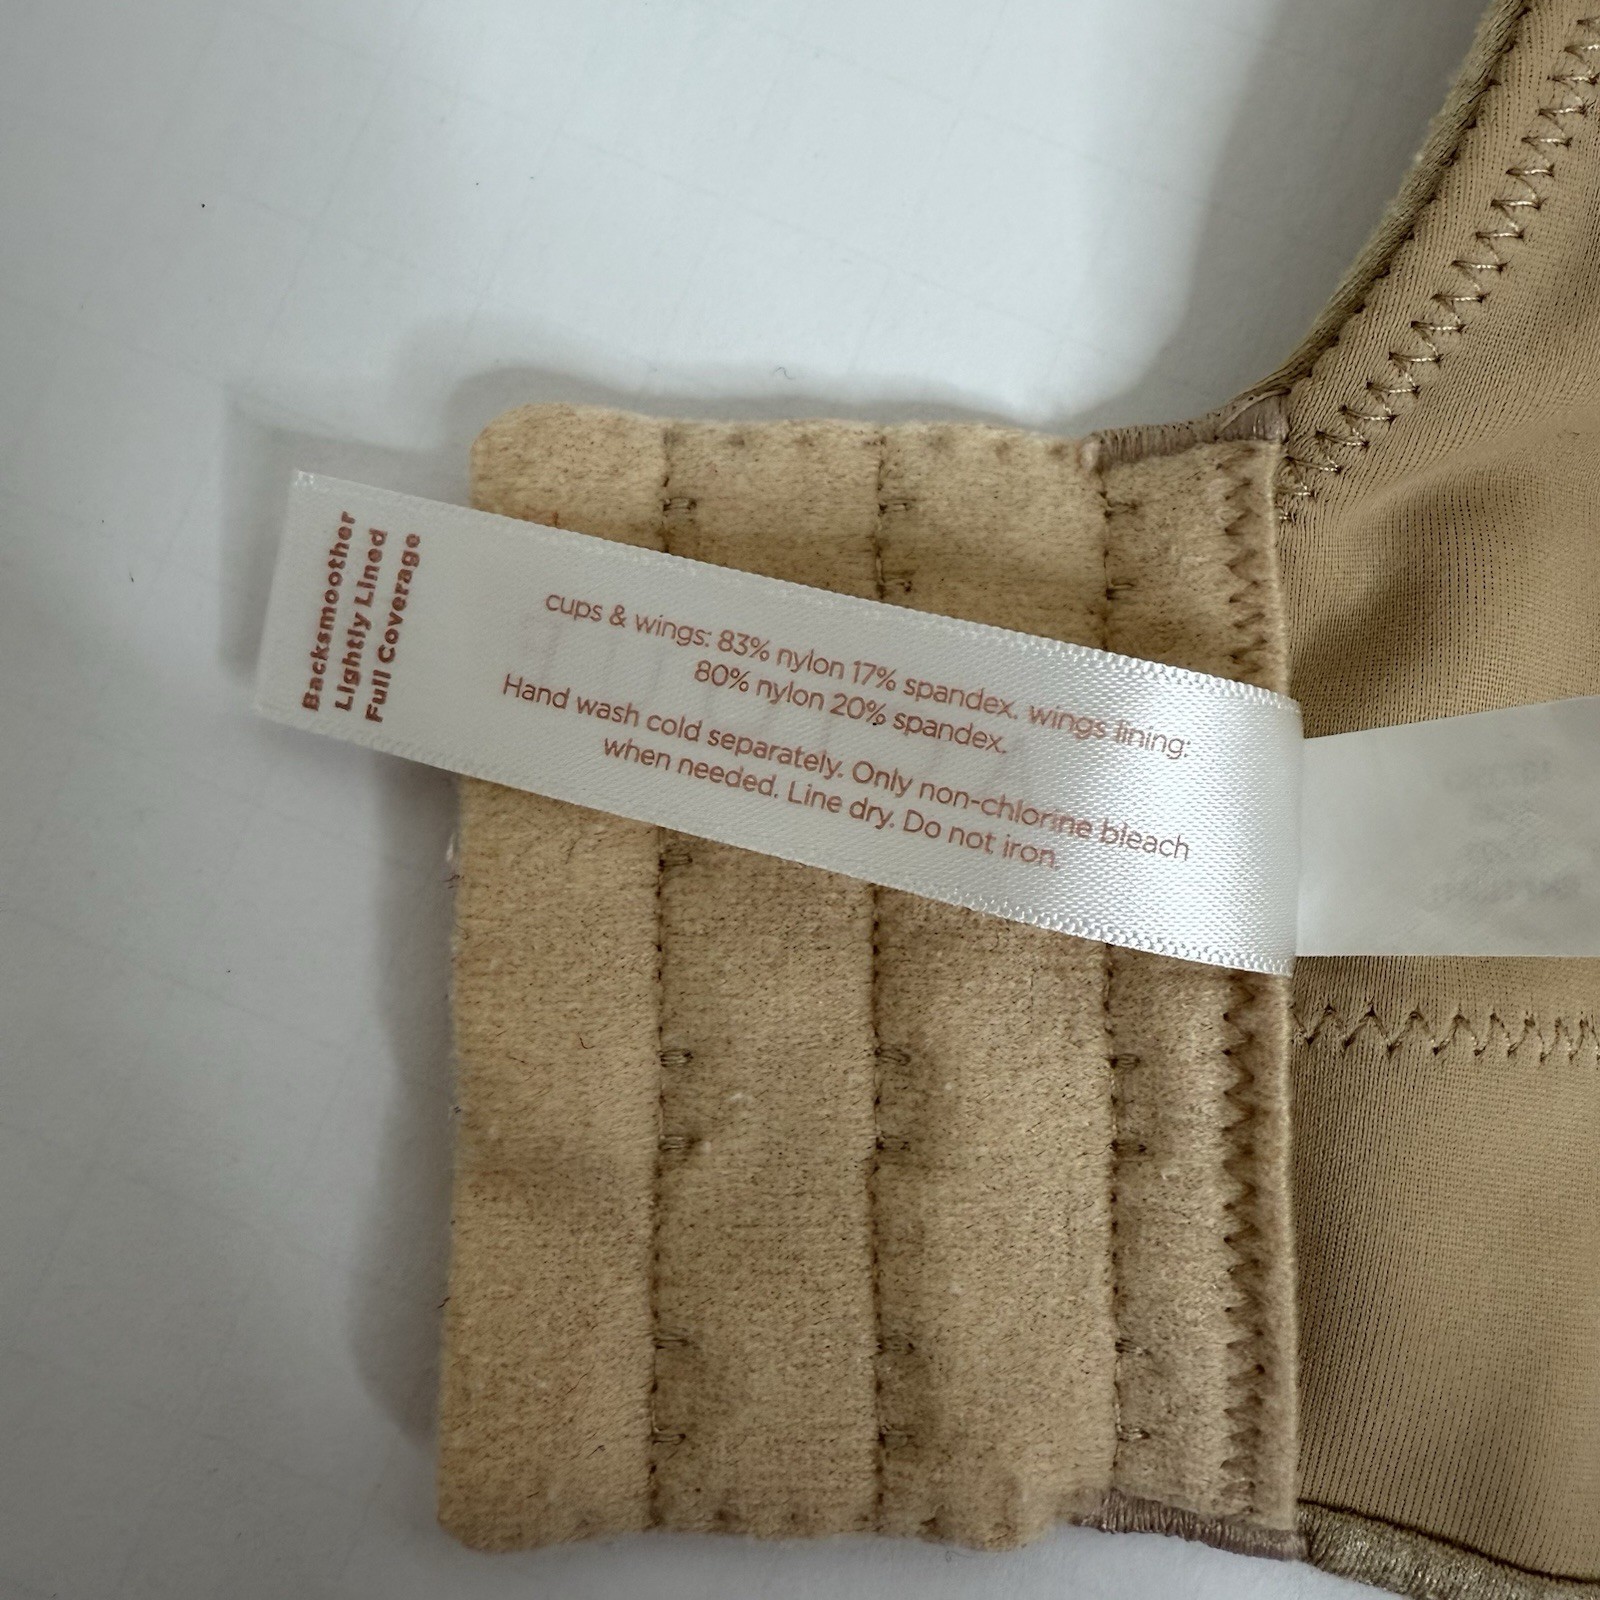 Backsmoother
Lightly Lined
Full Coverage
cups & wings: 83% nylon 17% spandex. wings lining:
80% nylon 20% spandex.
Hand wash cold separately. Only non-chlorine bleach
when needed. Line dry. Do not iron.